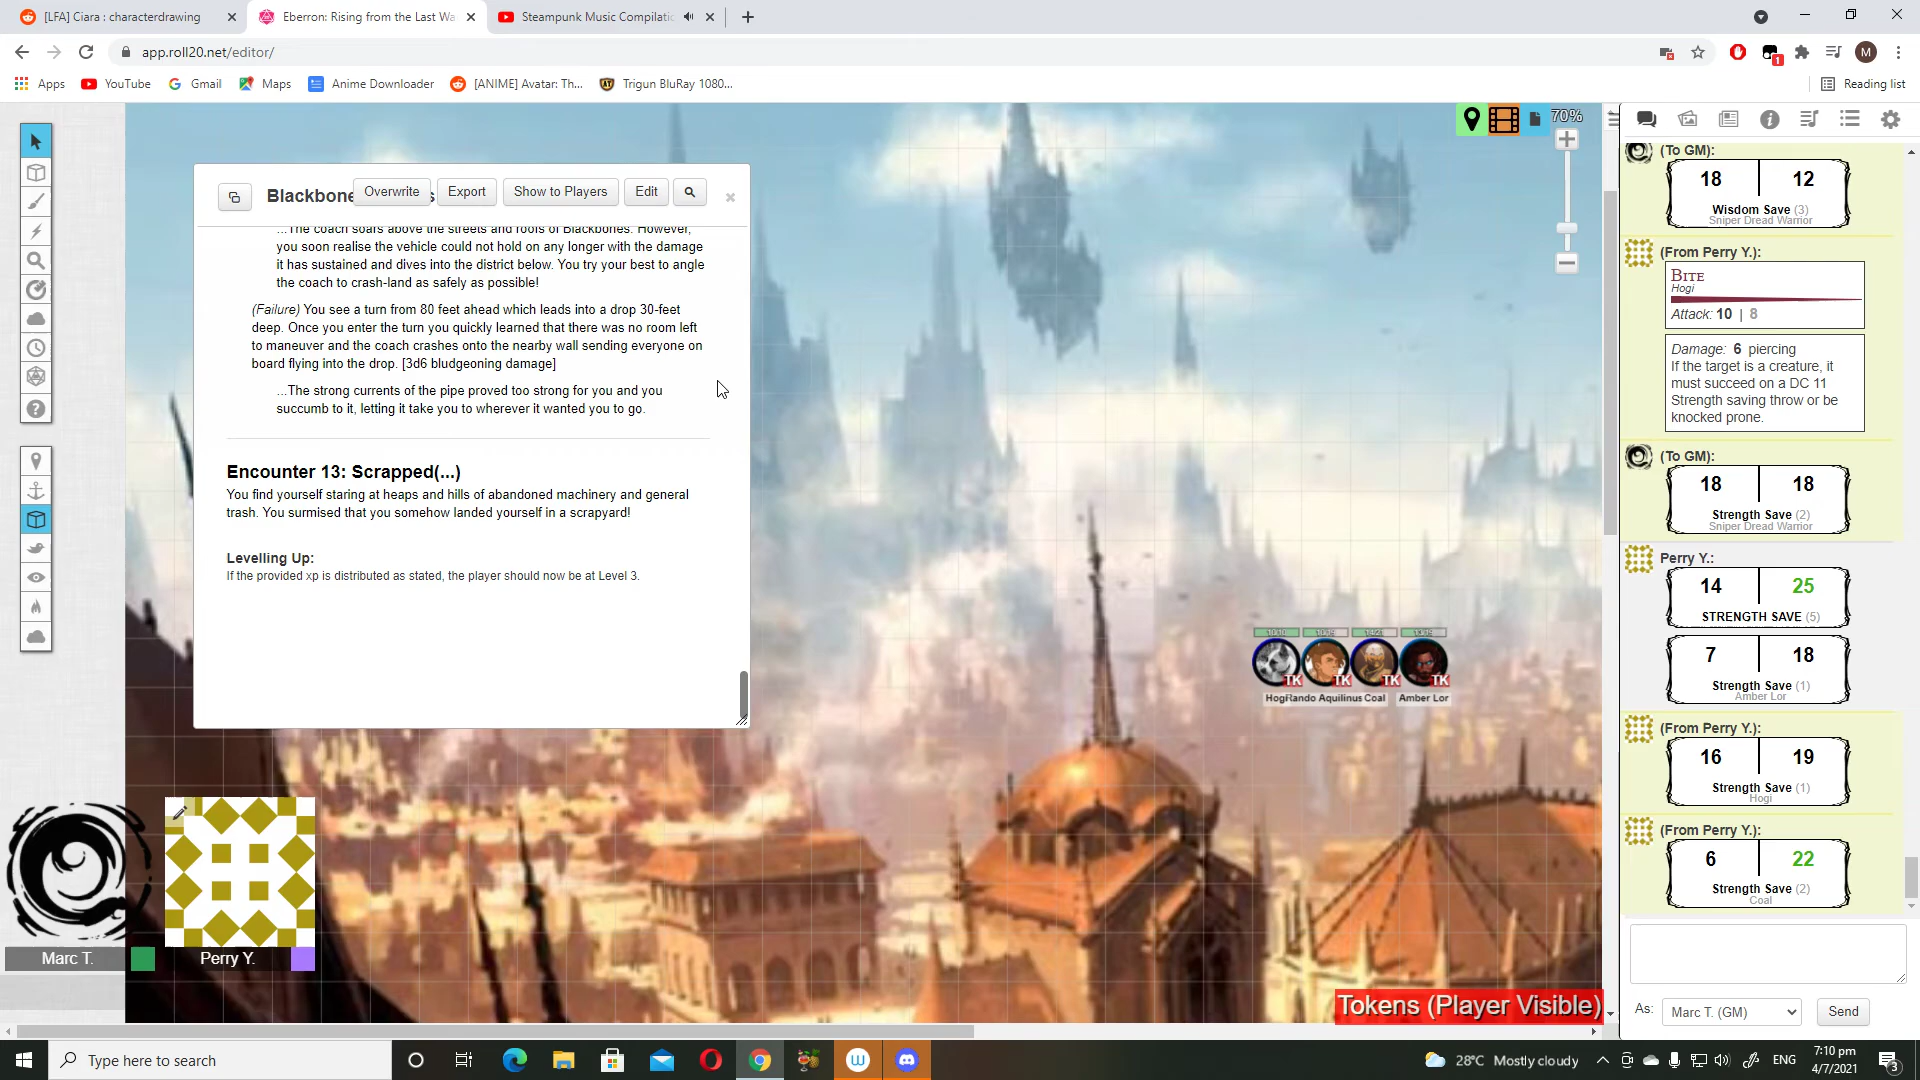 [LFA] Ciara : characterdrawing
Eberron: Rising from the Last Wa
Steampunk Music Compilatio
app.roll20.net/editor/
M
1
Apps
YouTube
Gmail
Maps
Anime Downloader
[ANIME] Avatar: Th...
Trigun BluRay 1080...
Reading list
70%
Blackbone
Overwrite
Export
Show to Players
Edit
...The coach soars above the streets and roofs of Blackbones. However,
you soon realise the vehicle could not hold on any longer with the damage
it has sustained and dives into the district below. You try your best to angle
the coach to crash-land as safely as possible!
(Failure) You see a turn from 80 feet ahead which leads into a drop 30-feet
deep. Once you enter the turn you quickly learned that there was no room left
to maneuver and the coach crashes onto the nearby wall sending everyone on
board flying into the drop. [3d6 bludgeoning damage]
...The strong currents of the pipe proved too strong for you and you
succumb to it, letting it take you to wherever it wanted you to go.
Encounter 13: Scrapped(...)
You find yourself staring at heaps and hills of abandoned machinery and general
trash. You surmised that you somehow landed yourself in a scrapyard!
Levelling Up:
If the provided xp is distributed as stated, the player should now be at Level 3.
TK TK TK TK
Hog Rando Aquilinus Coal Amber Lor
Marc T.
Perry Y.
Tokens (Player Visible)
(To GM):
18 12
Wisdom Save (3)
Sniper Dread Warrior
(From Perry Y.):
Bite
Hogi
Attack: 10 | 8
Damage: 6 piercing
If the target is a creature, it
must succeed on a DC 11
Strength saving throw or be
knocked prone.
(To GM):
18 18
Strength Save (2)
Sniper Dread Warrior
Perry Y.:
14 25
STRENGTH SAVE (5)
7 18
Strength Save (1)
Amber Lor
(From Perry Y.):
16 19
Strength Save (1)
Hogi
(From Perry Y.):
6 22
Strength Save (2)
Coal
As:
Marc T. (GM)
Send
Type here to search
28°C Mostly cloudy
ENG
7:10 pm
4/7/2021
3